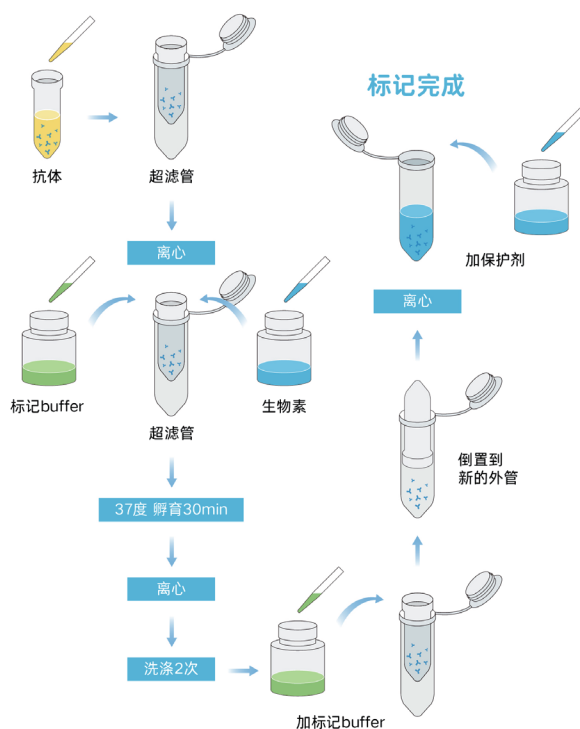 抗体
超滤管
离心
标记buffer
超滤管
生物素
37度 孵育30min
离心
洗涤2次
加标记buffer
倒置到
新的外管
离心
加保护剂
标记完成